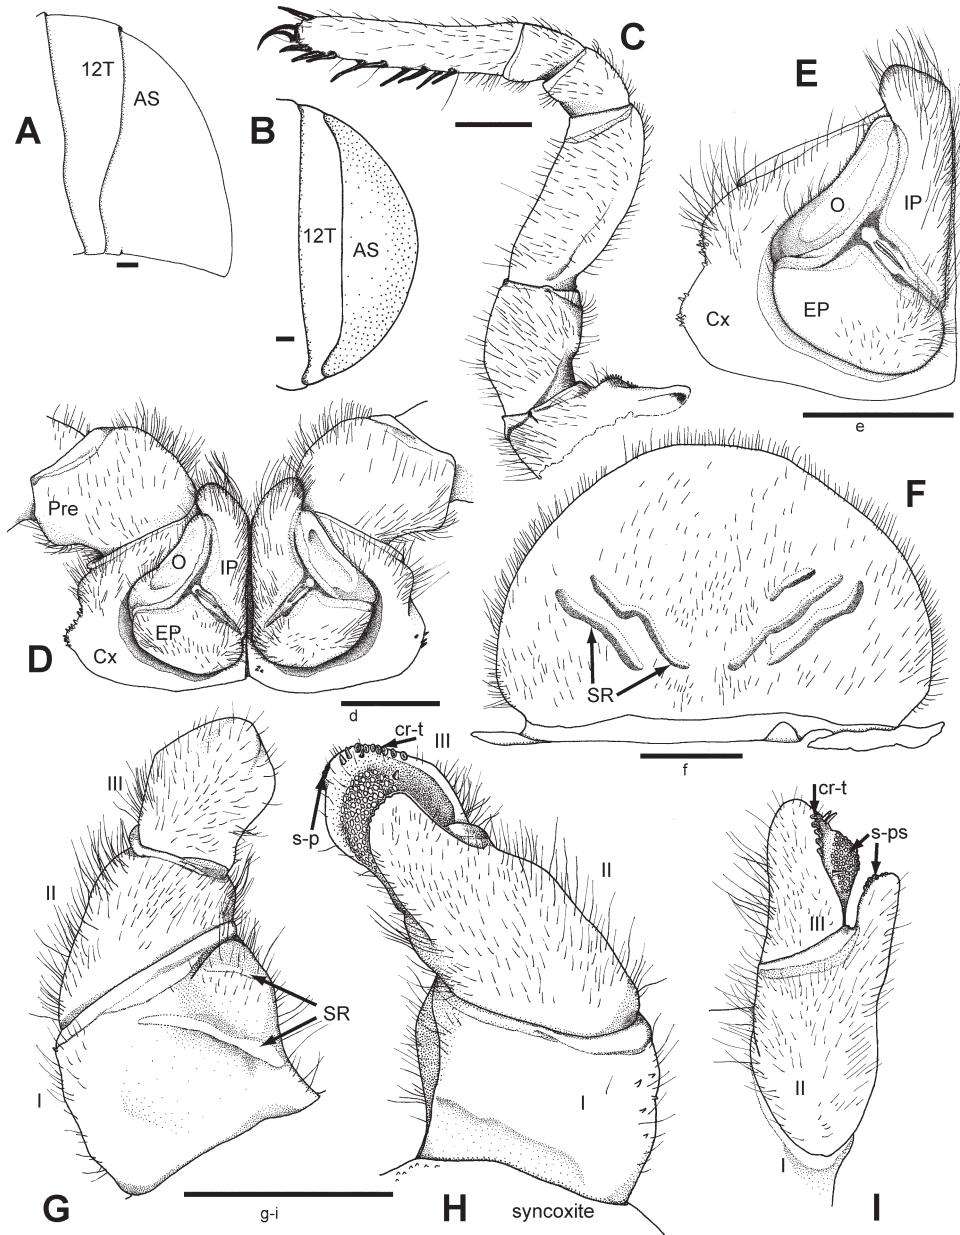 A
12T
AS
B
12T
AS
C
E
O
IP
EP
Cx
e
D
Pre
O
IP
EP
Cx
d
F
SR
f
G
III
II
SR
I
g-i
H
cr-t
III
s-p
II
I
syncoxite
I
cr-t
s-ps
III
II
I